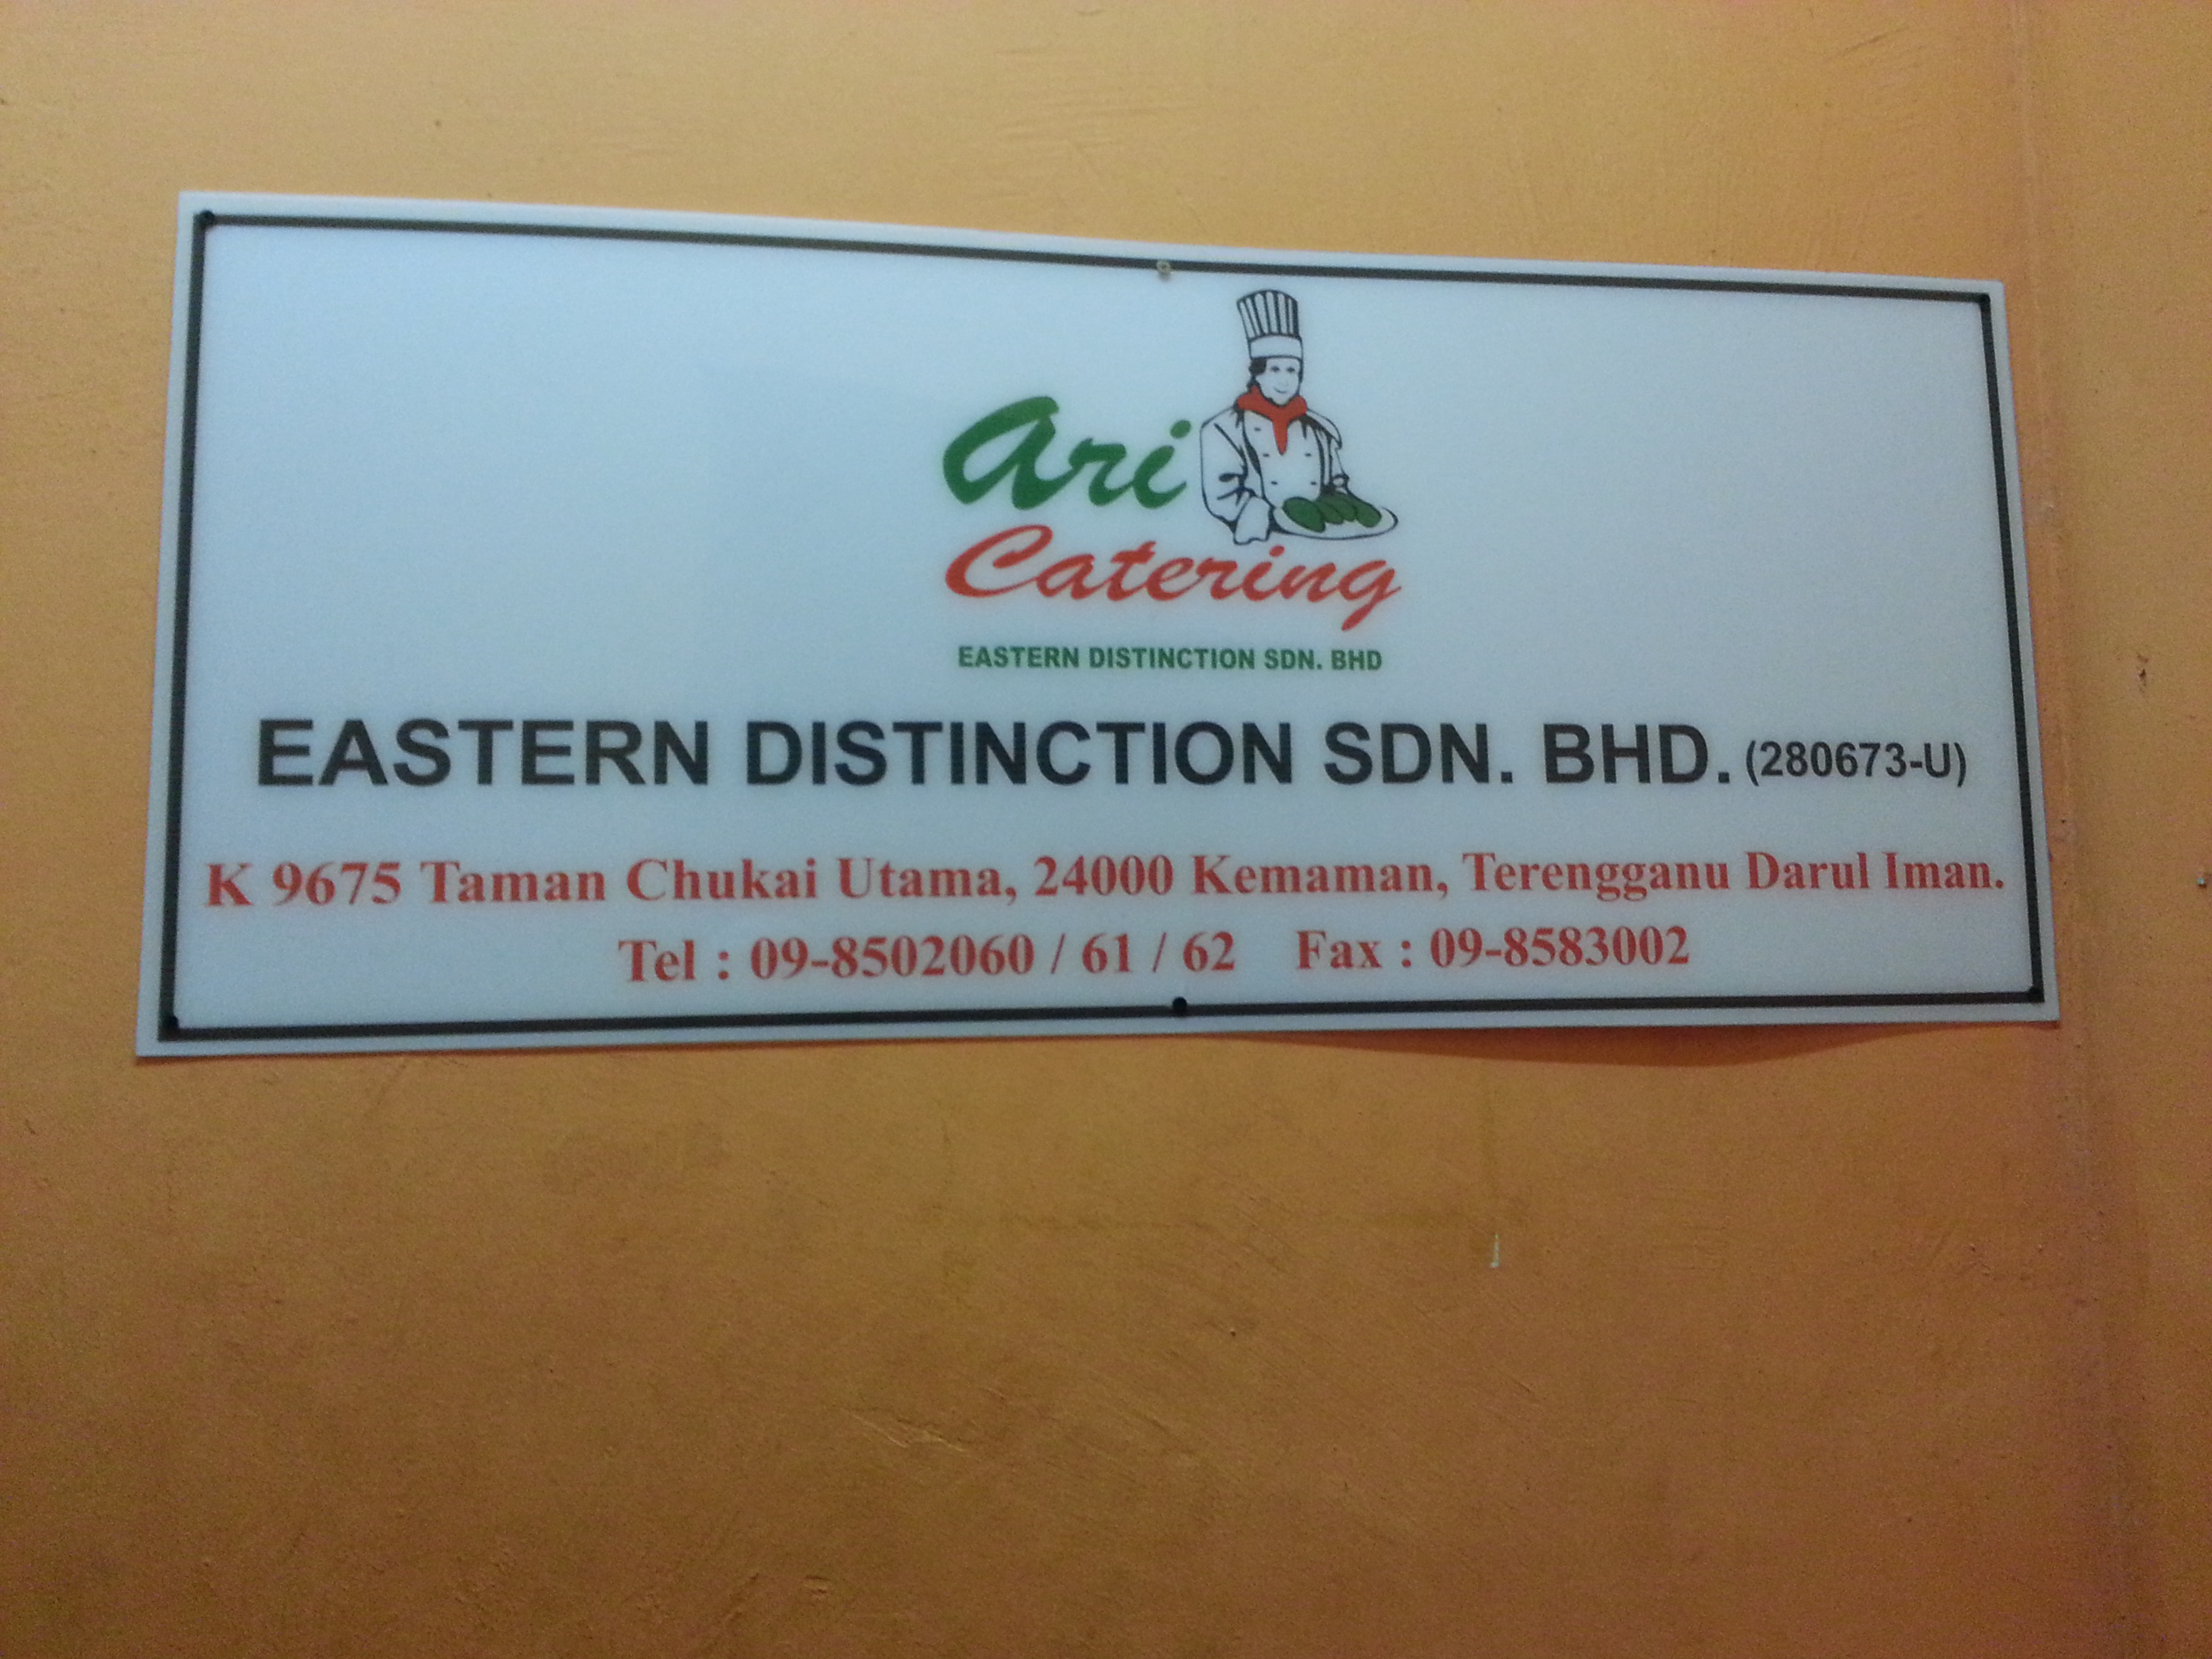 Ari
Catering
EASTERN DISTINCTION SDN. BHD
EASTERN DISTINCTION SDN. BHD. (280673-U)
K 9675 Taman Chukai Utama, 24000 Kemaman, Terengganu Darul Iman.
Tel : 09-8502060 / 61 / 62 Fax : 09-8583002